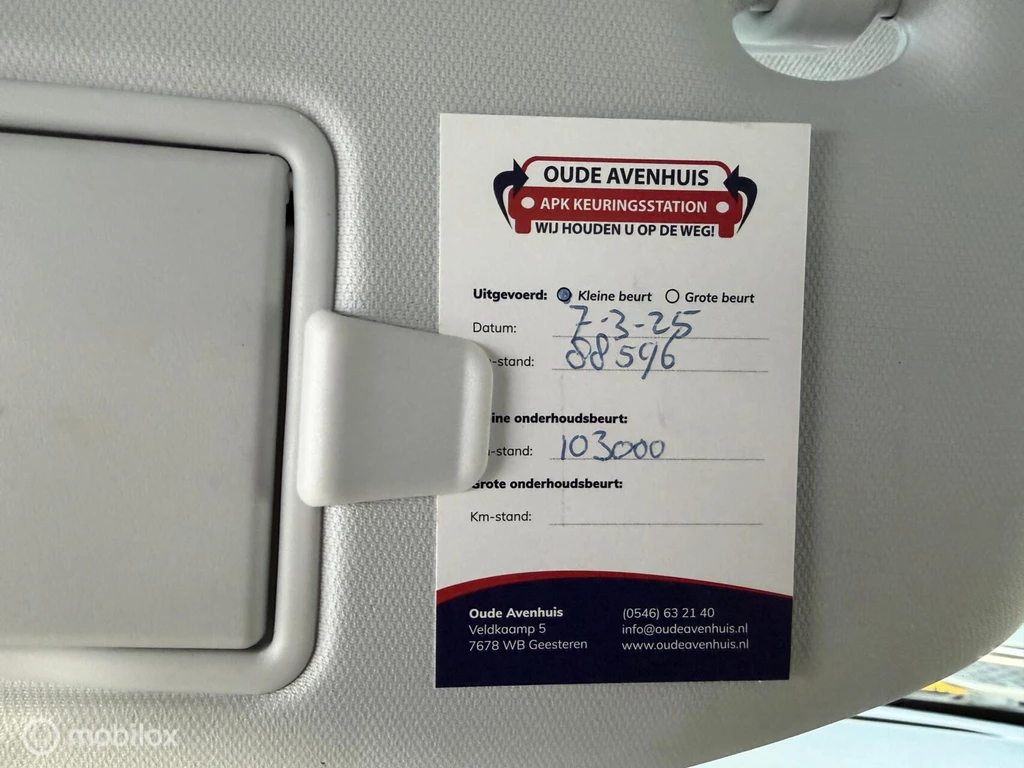 OUDE AVENHUIS
APK KEURINGSSTATION
WIJ HOUDEN U OP DE WEG!
Uitgevoerd: Kleine beurt Grote beurt
Datum: 7-3-25
-stand: 88596
ine onderhoudsbeurt:
-stand: 103000
Grote onderhoudsbeurt:
Km-stand:
Oude Avenhuis (0546) 63 21 40
Veldkaamp 5 info@oudeavenhuis.nl
7678 WB Geesteren www.oudeavenhuis.nl
mobilox